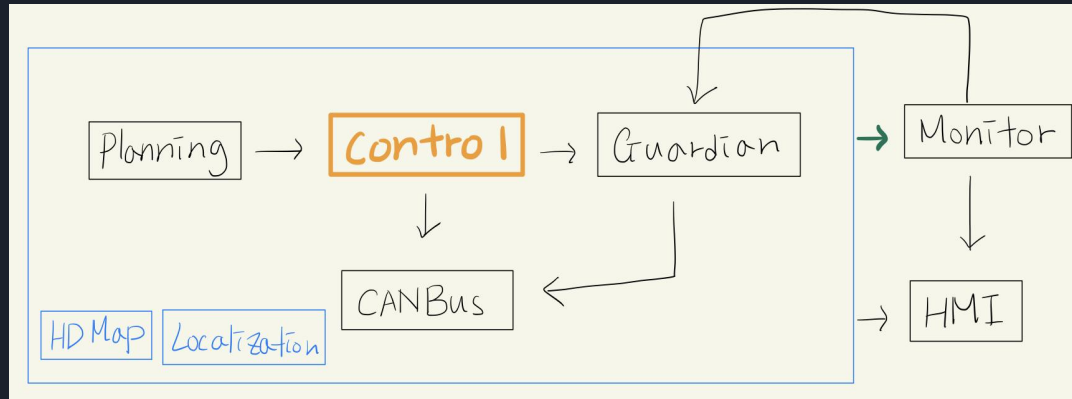 Planning
Control
Guardian
Monitor
CANBus
HMI
HD Map
Localization